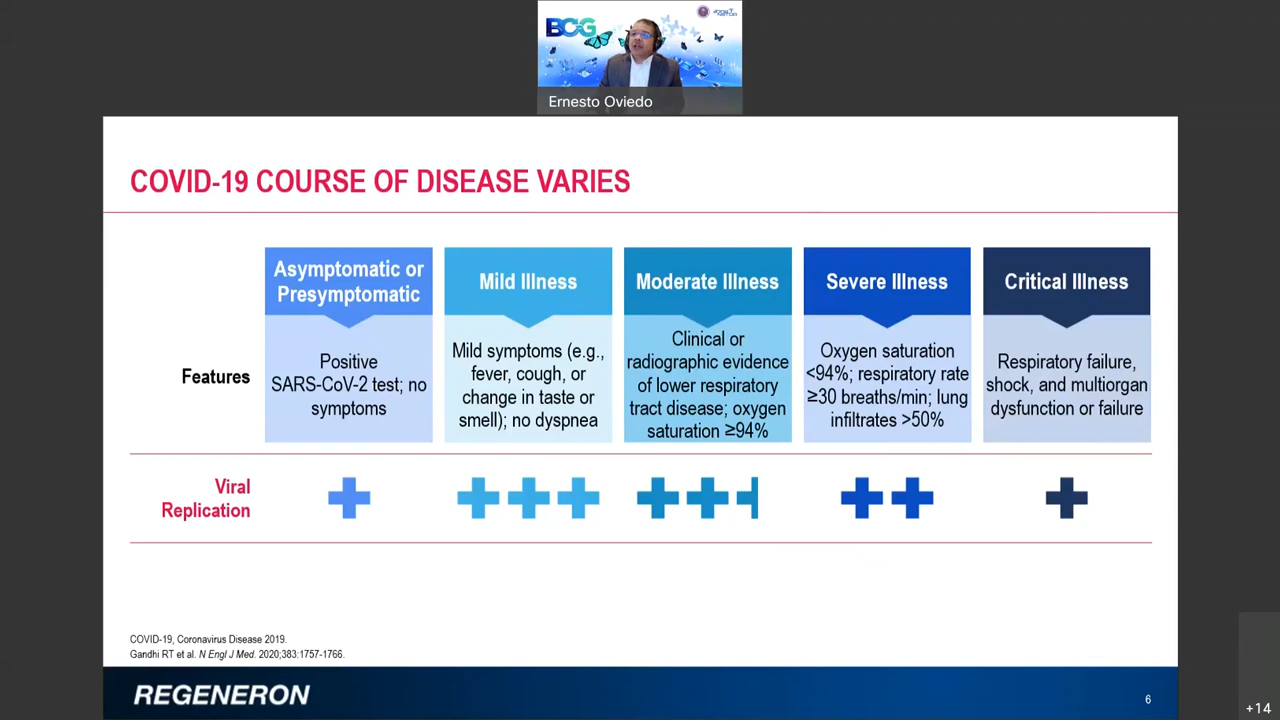 BCG
NSTDA
Ernesto Oviedo
COVID-19 COURSE OF DISEASE VARIES
Asymptomatic or
Presymptomatic
Mild Illness
Moderate Illness
Severe Illness
Critical Illness
Features
Positive
SARS-CoV-2 test; no
symptoms
Mild symptoms (e.g.,
fever, cough, or
change in taste or
smell); no dyspnea
Clinical or
radiographic evidence
of lower respiratory
tract disease; oxygen
saturation ≥94%
Oxygen saturation
<94%; respiratory rate
≥30 breaths/min; lung
infiltrates >50%
Respiratory failure,
shock, and multiorgan
dysfunction or failure
Viral
Replication
COVID-19, Coronavirus Disease 2019.
Gandhi RT et al. N Engl J Med. 2020;383:1757-1766.
REGENERON
6
+14